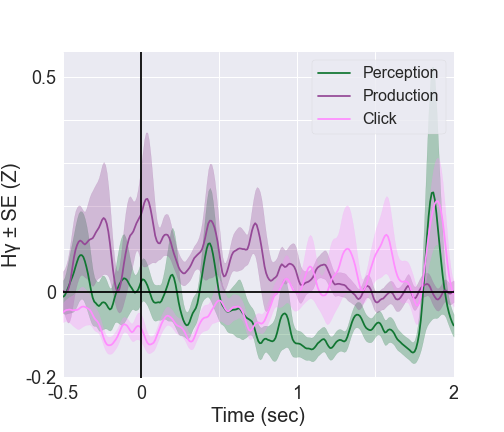 Perception
Production
Click
Hγ ± SE (Z)
0.5
0
-0.2
-0.5
0
1
2
Time (sec)